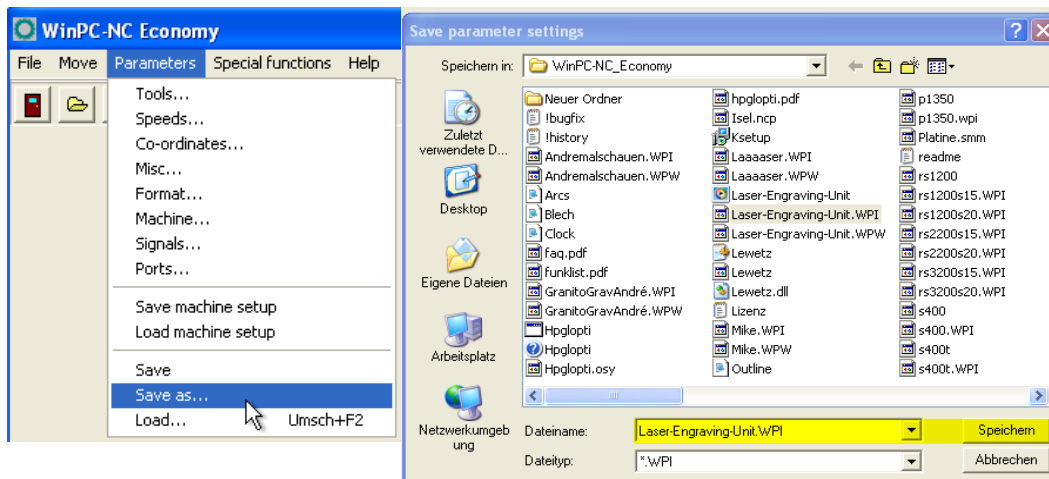 WinPC-NC Economy
File Move Parameters Special functions Help
Tools...
Speeds...
Co-ordinates...
Misc...
Format...
Machine...
Signals...
Ports...
Save machine setup
Load machine setup
Save
Save as...
Load... Umsch+F2
Save parameter settings
Speichern in: WinPC-NC_Economy
Zuletzt
verwendete D...
Desktop
Eigene Dateien
Arbeitsplatz
Netzwerkumgeb
ung
Neuer Ordner
!bugfix
!history
Andremalschauen.WPI
Andremalschauen.WPW
Arcs
Blech
Clock
faq.pdf
funklist.pdf
GranitoGravAndré.WPI
GranitoGravAndré.WPW
Hpglopti
Hpglopti
Hpglopti.osy
hpglopti.pdf
Isel.ncp
Ksetup
Laaaaser.WPI
Laaaaser.WPW
Laser-Engraving-Unit
Laser-Engraving-Unit.WPI
Laser-Engraving-Unit.WPW
Lewetz
Lewetz
Lewetz.dll
Lizenz
Mike.WPI
Mike.WPW
Outline
p1350
p1350.wpi
Platine.smm
readme
rs1200
rs1200s15.WPI
rs1200s20.WPI
rs2200s15.WPI
rs2200s20.WPI
rs3200s15.WPI
rs3200s20.WPI
s400
s400.WPI
s400t
s400t.WPI
Dateiname: Laser-Engraving-Unit.WPI Speichern
Dateityp: *.WPI Abbrechen